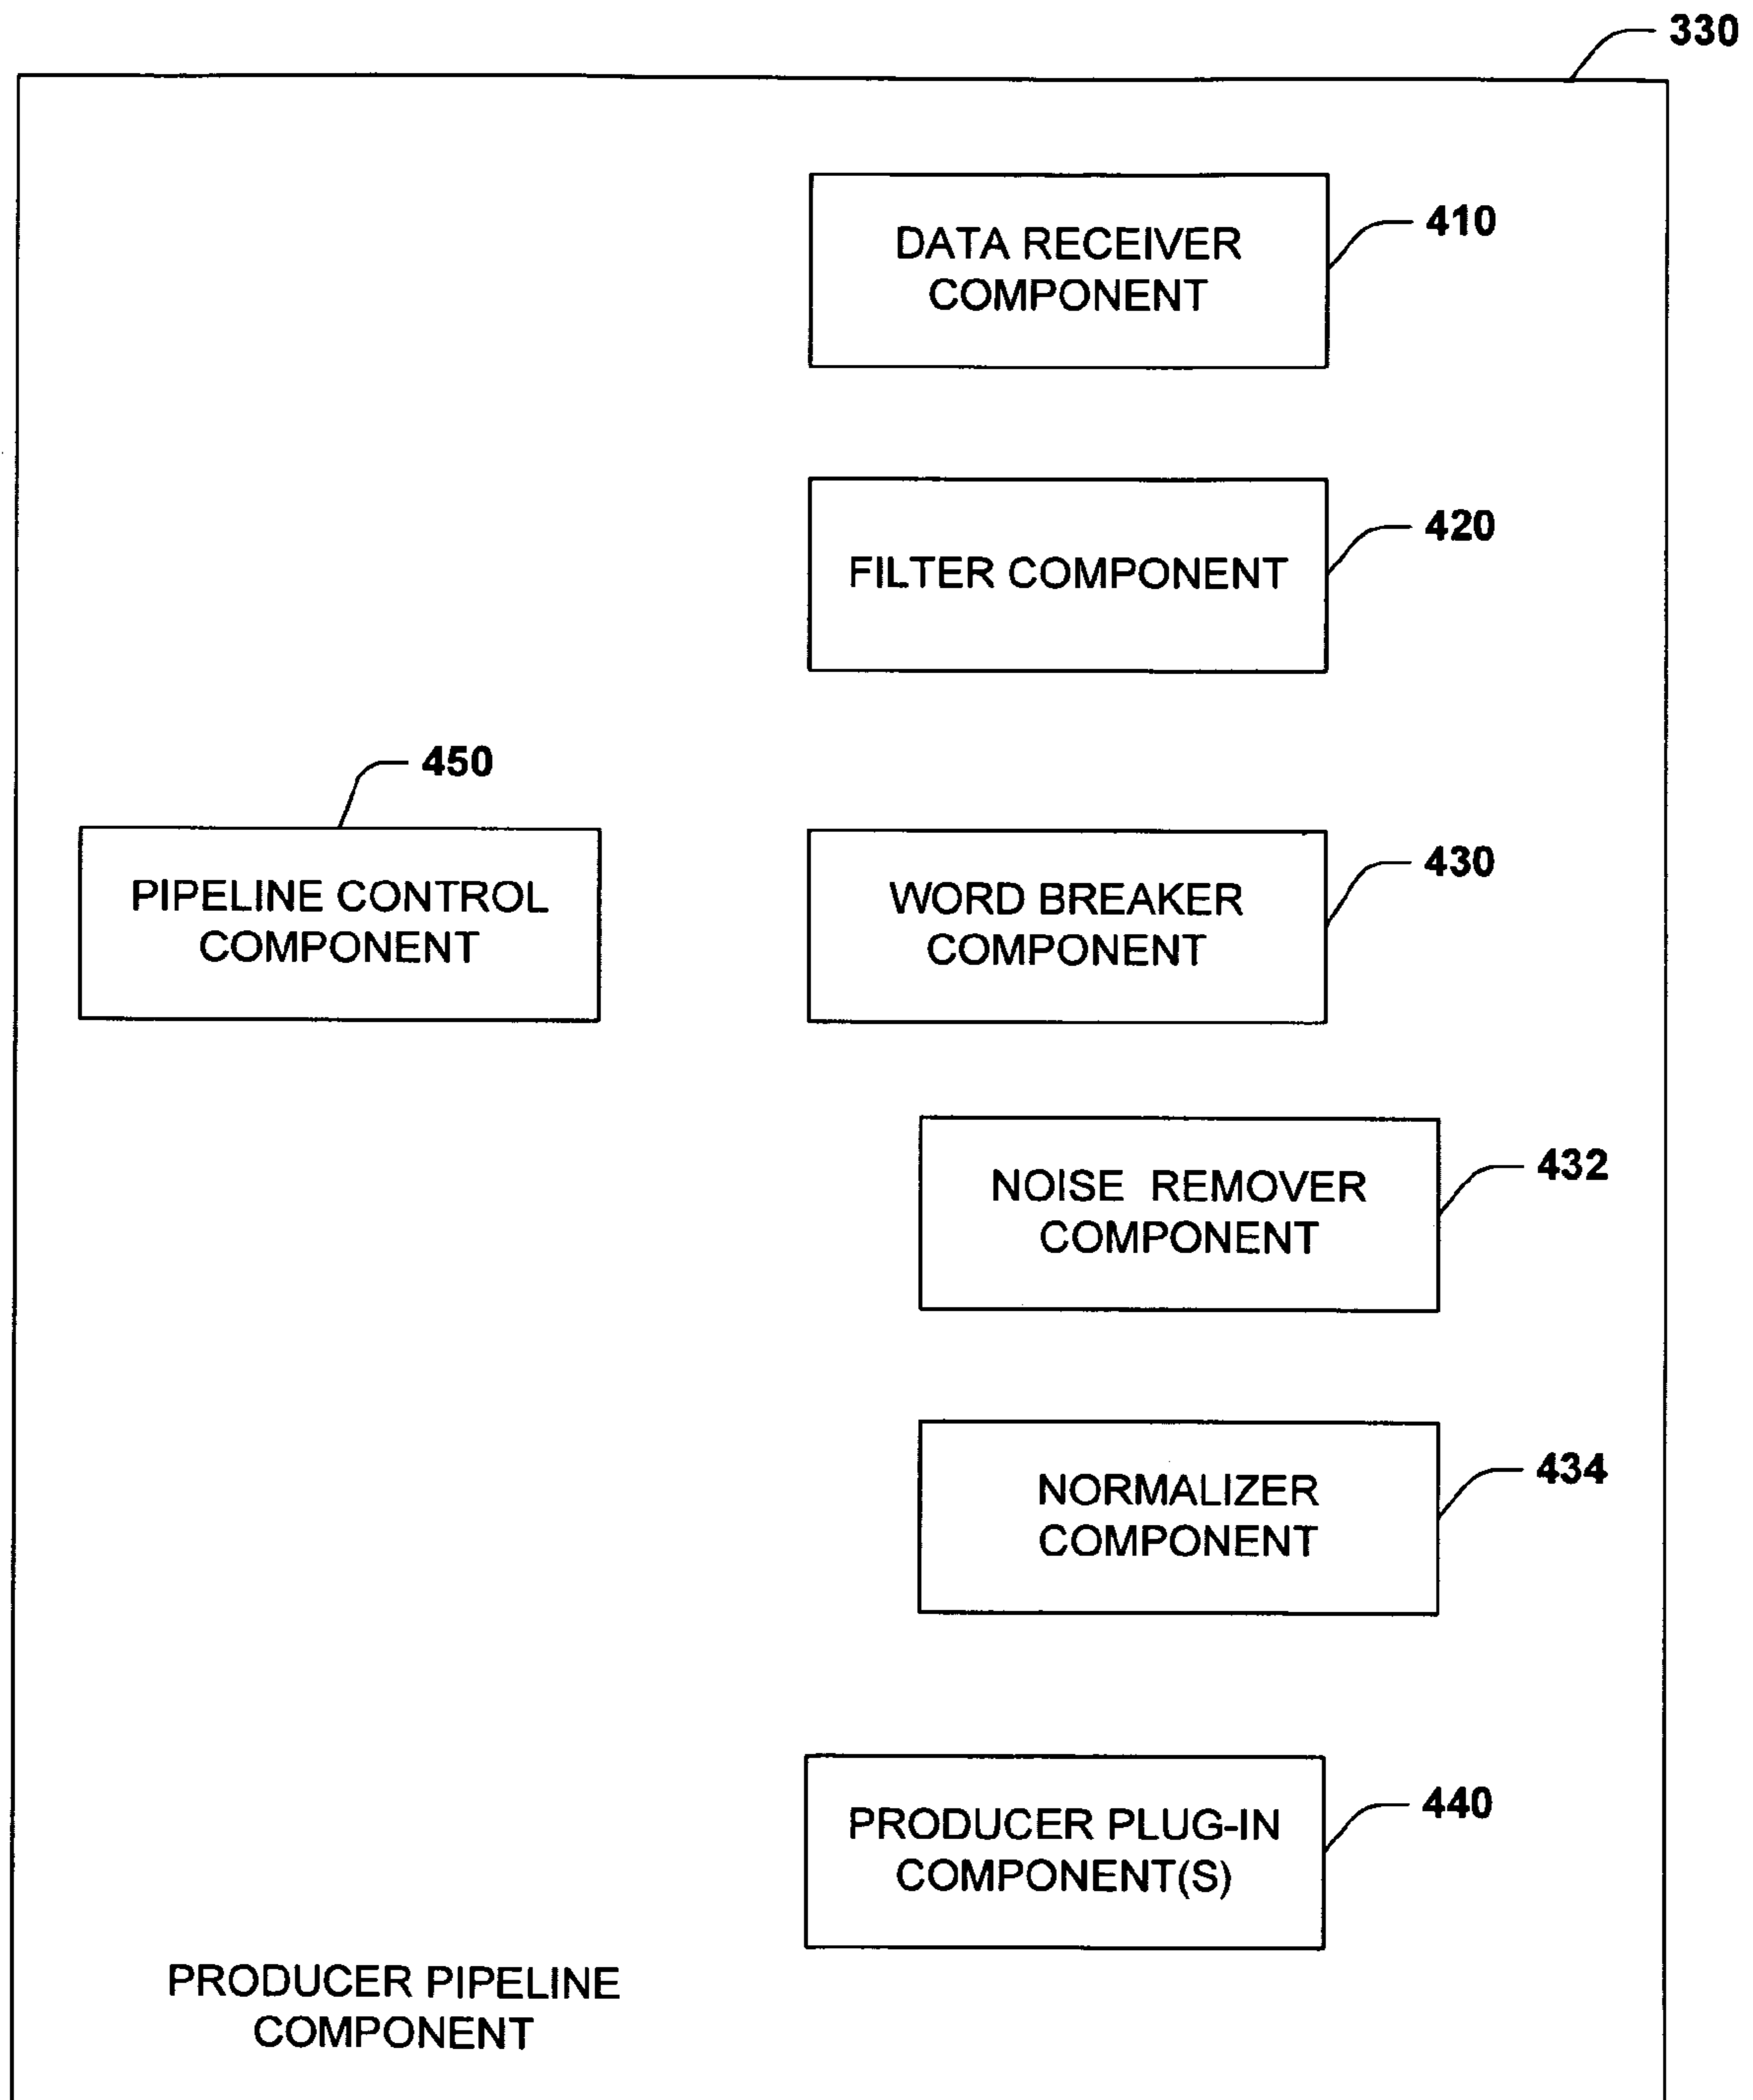 330
DATA RECEIVER
COMPONENT
410
FILTER COMPONENT
420
450
PIPELINE CONTROL
COMPONENT
WORD BREAKER
COMPONENT
430
NOISE REMOVER
COMPONENT
432
NORMALIZER
COMPONENT
434
PRODUCER PLUG-IN
COMPONENT(S)
440
PRODUCER PIPELINE
COMPONENT